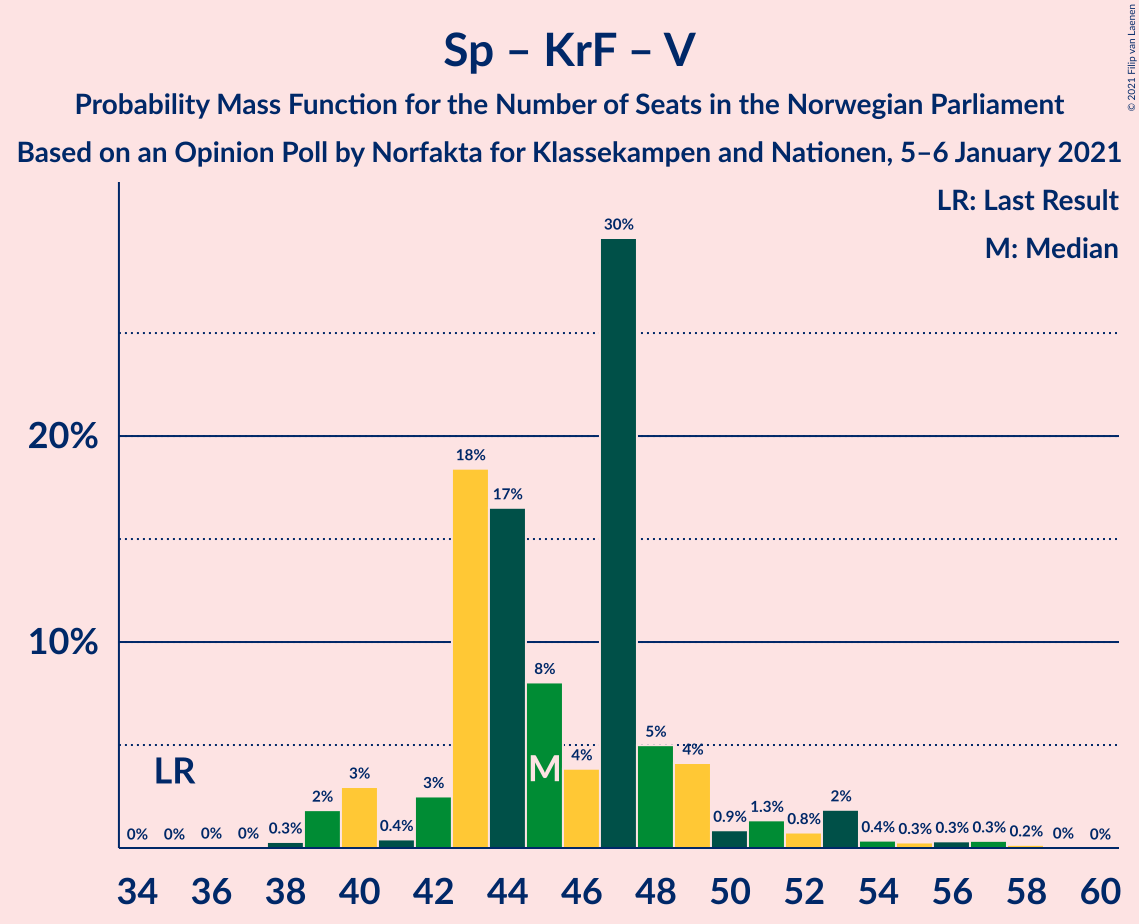 Sp – KrF – V
Probability Mass Function for the Number of Seats in the Norwegian Parliament
Based on an Opinion Poll by Norfakta for Klassekampen and Nationen, 5–6 January 2021
© 2021 Filip van Laenen
LR: Last Result
M: Median
20%
10%
0% 0% 0% 0% 0.3% 2% 3% 0.4% 3% 18% 17% 8% 4% 30% 5% 4% 0.9% 1.3% 0.8% 2% 0.4% 0.3% 0.3% 0.3% 0.2% 0% 0%
LR
M
34 36 38 40 42 44 46 48 50 52 54 56 58 60